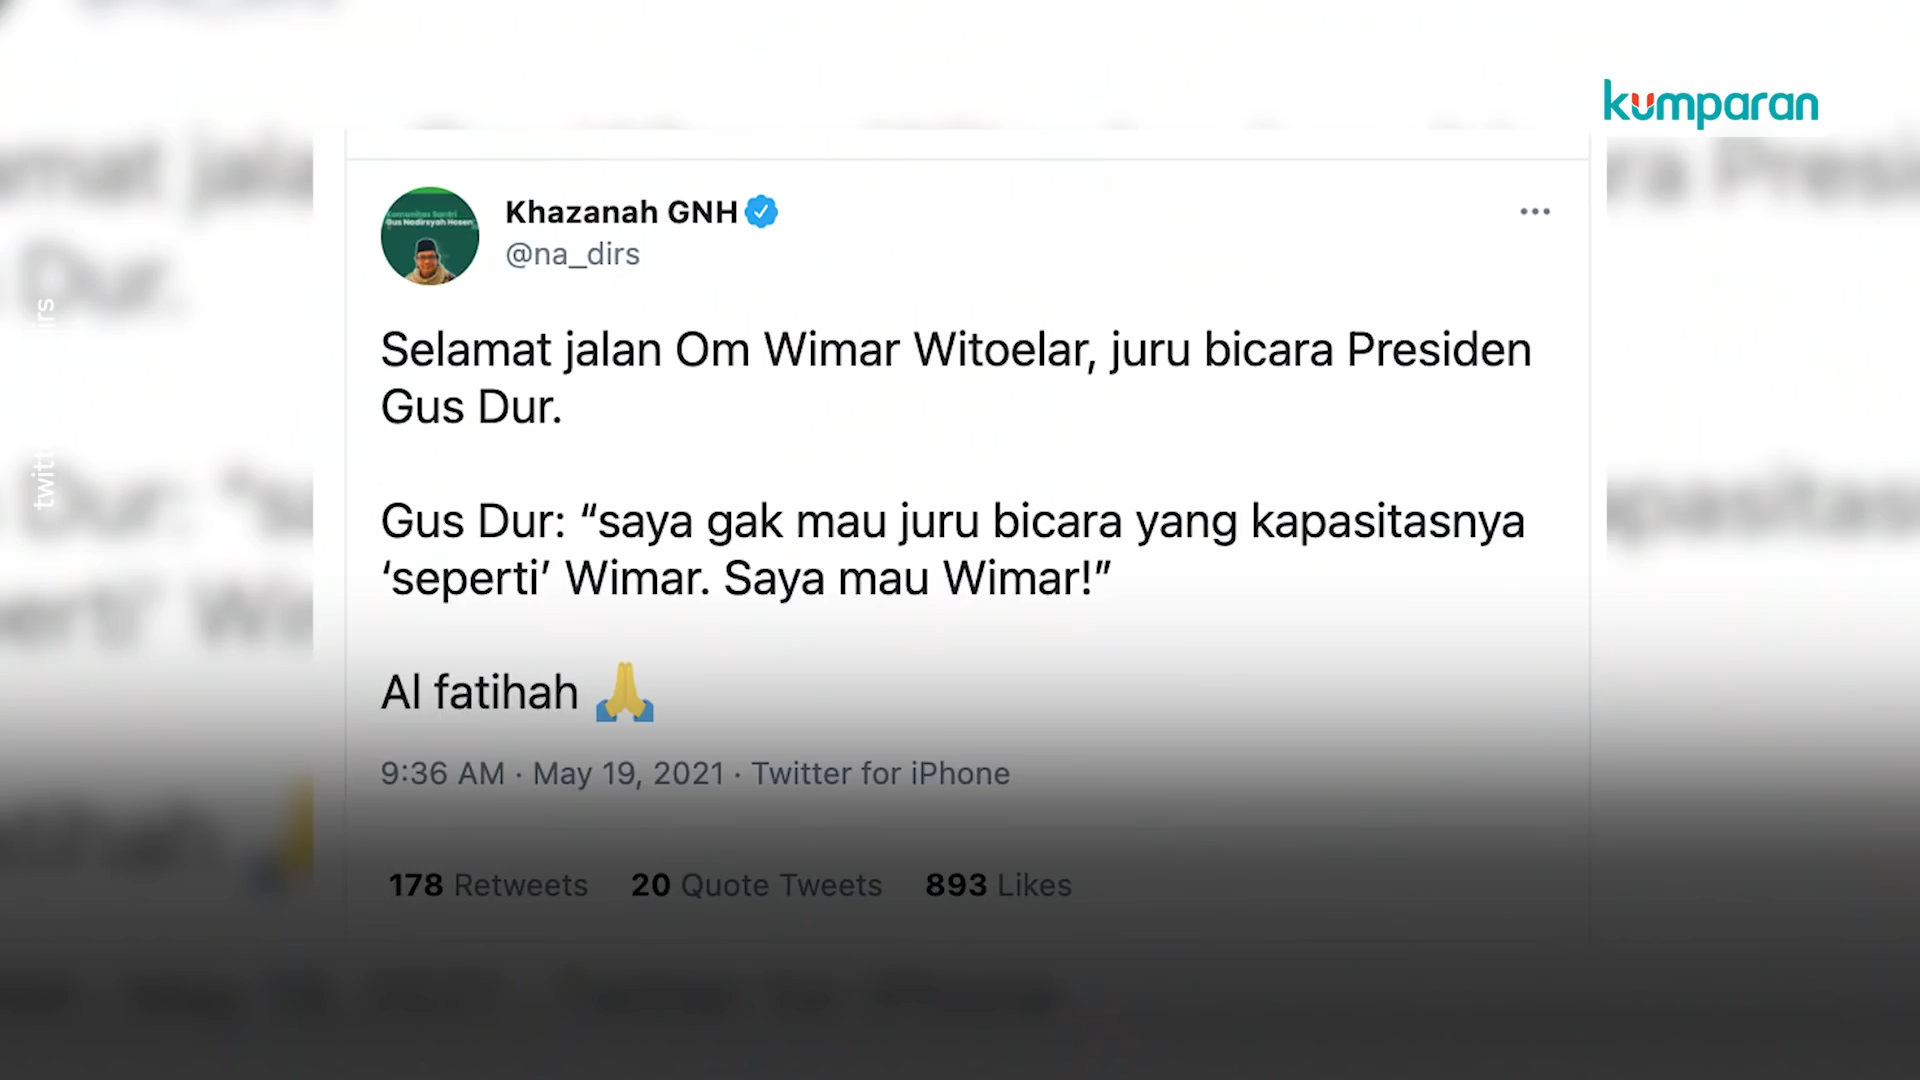 kumparan
Khazanah GNH
@na_dirs
Selamat jalan Om Wimar Witoelar, juru bicara Presiden
Gus Dur.
Gus Dur: “saya gak mau juru bicara yang kapasitasnya
‘seperti’ Wimar. Saya mau Wimar!”
Al fatihah 🙏
9:36 AM · May 19, 2021 · Twitter for iPhone
178 Retweets 20 Quote Tweets 893 Likes